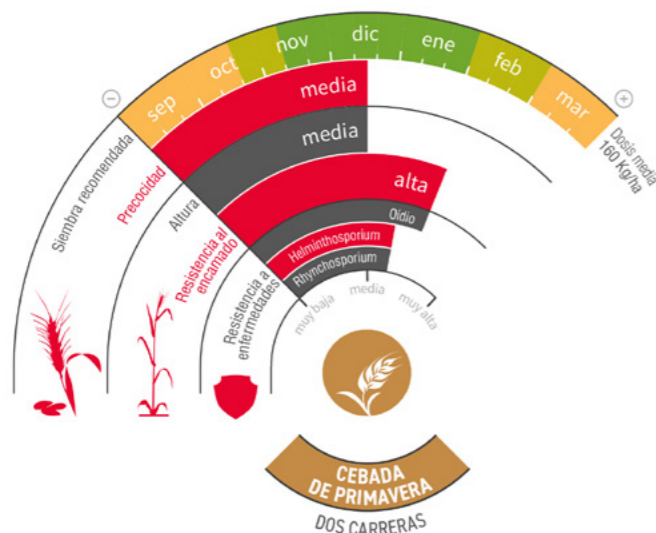 sep oct nov dic ene feb mar
−
+
Siembra recomendada
Dosis media
160 Kg/ha
Precocidad
media
Altura
media
Resistencia al
encamado
alta
Resistencia a
enfermedades
Oídio
Helminthosporium
Rhynchosporium
muy baja
media
muy alta
CEBADA
DE PRIMAVERA
DOS CARRERAS